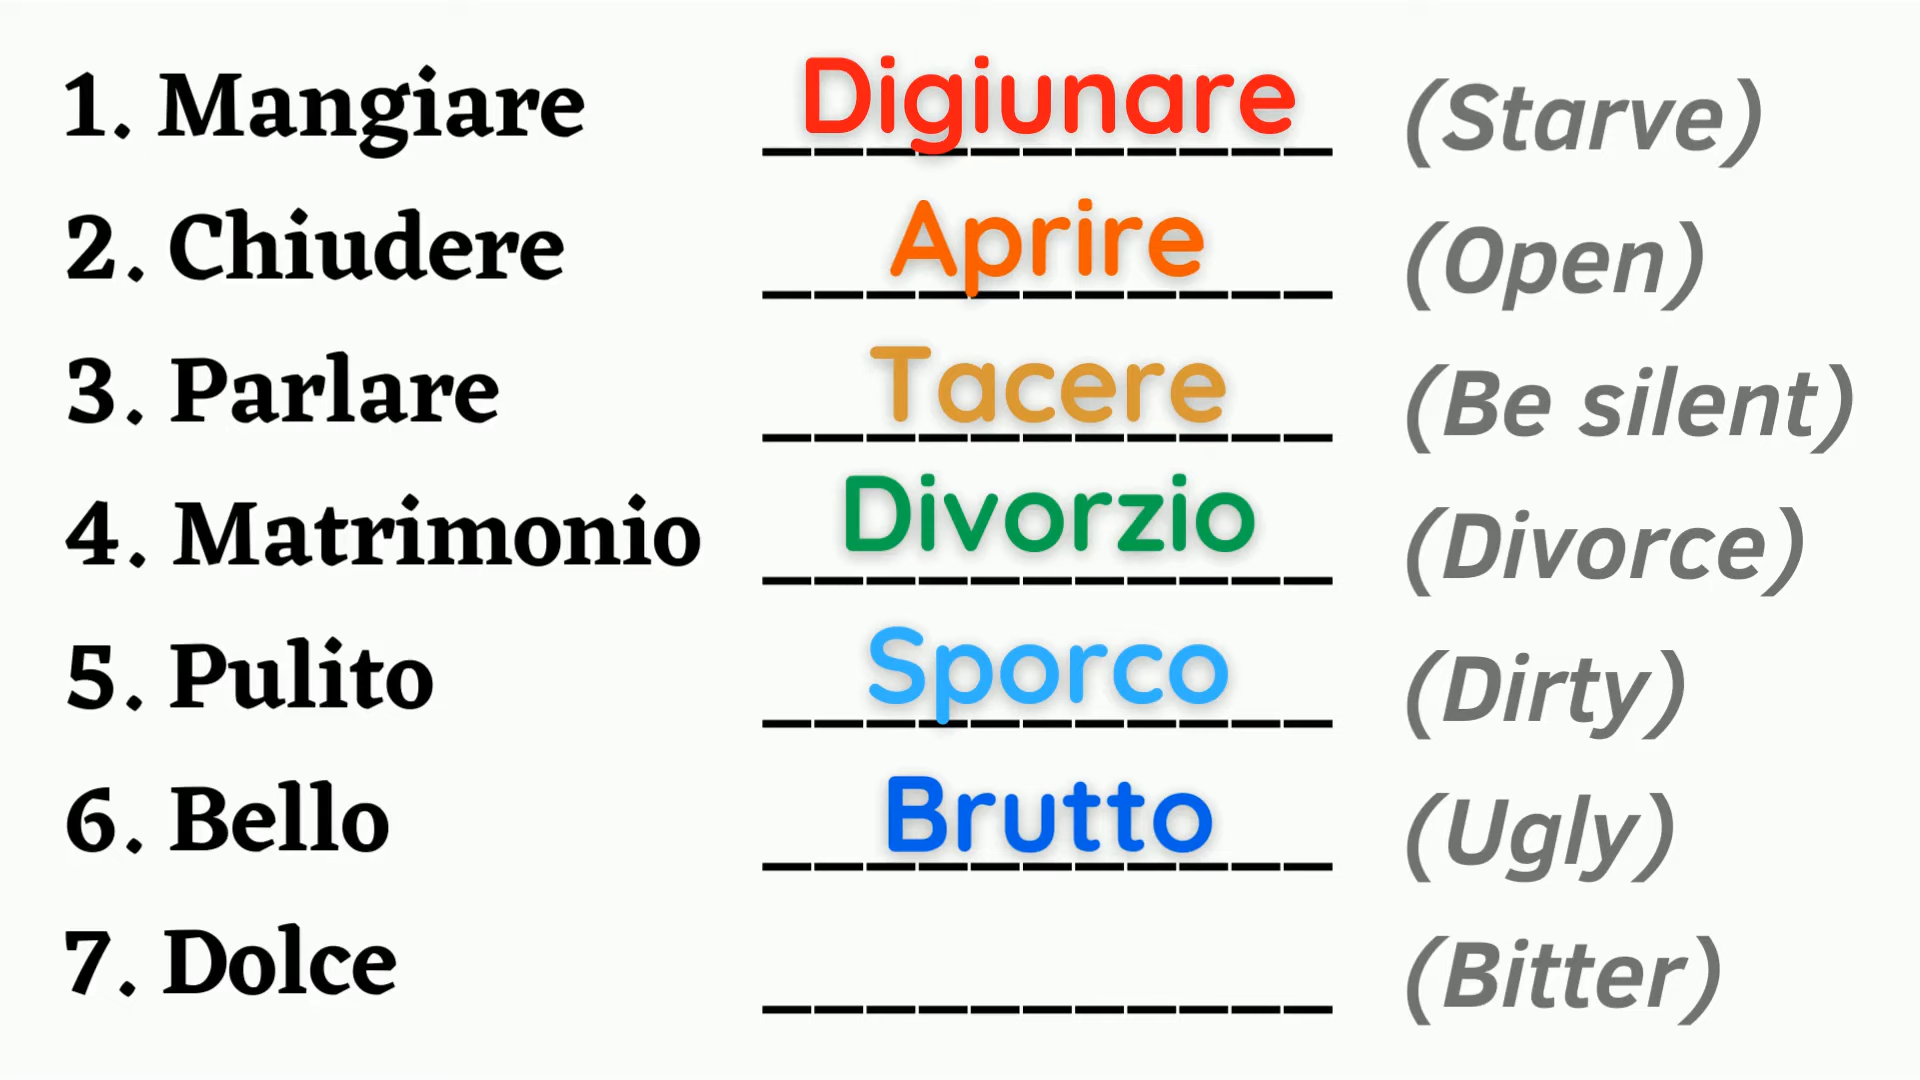 1. Mangiare Digiunare (Starve)
2. Chiudere Aprire (Open)
3. Parlare Tacere (Be silent)
4. Matrimonio Divorzio (Divorce)
5. Pulito Sporco (Dirty)
6. Bello Brutto (Ugly)
7. Dolce ___________ (Bitter)